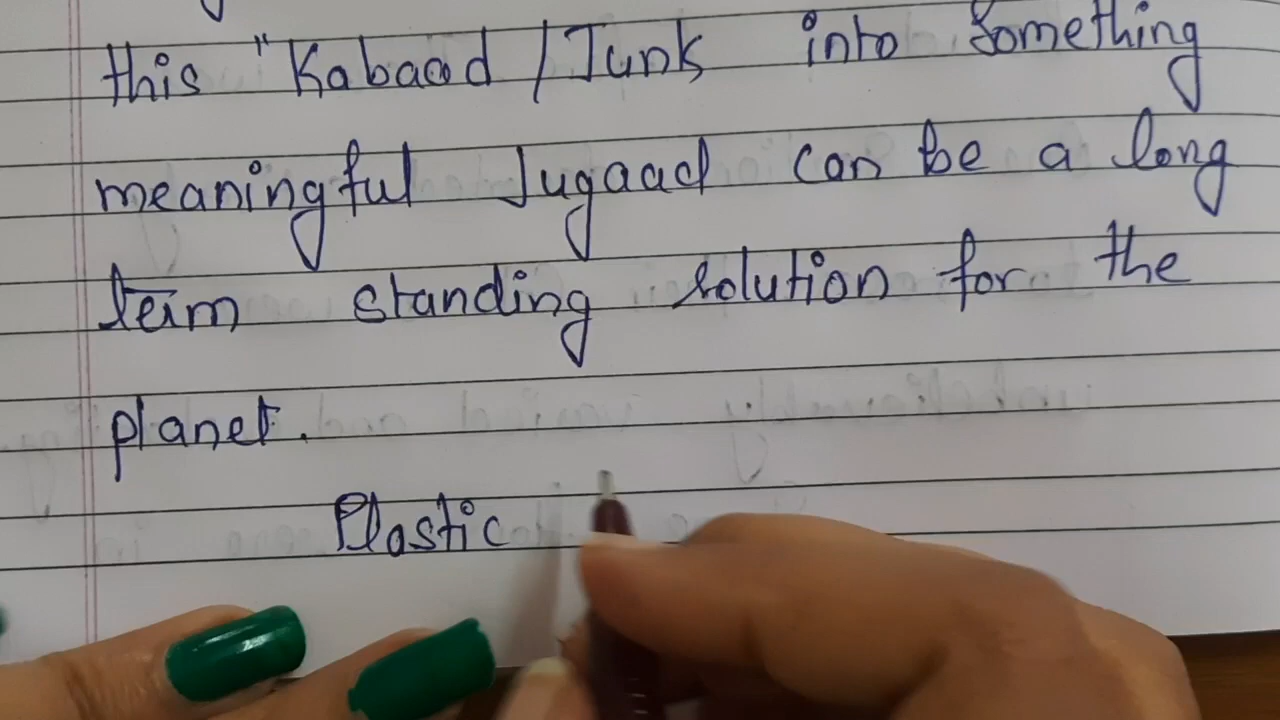 this "Kabaad / Junk into something
meaningful Jugaad can be a long
term standing solution for the
planet.
Plastic